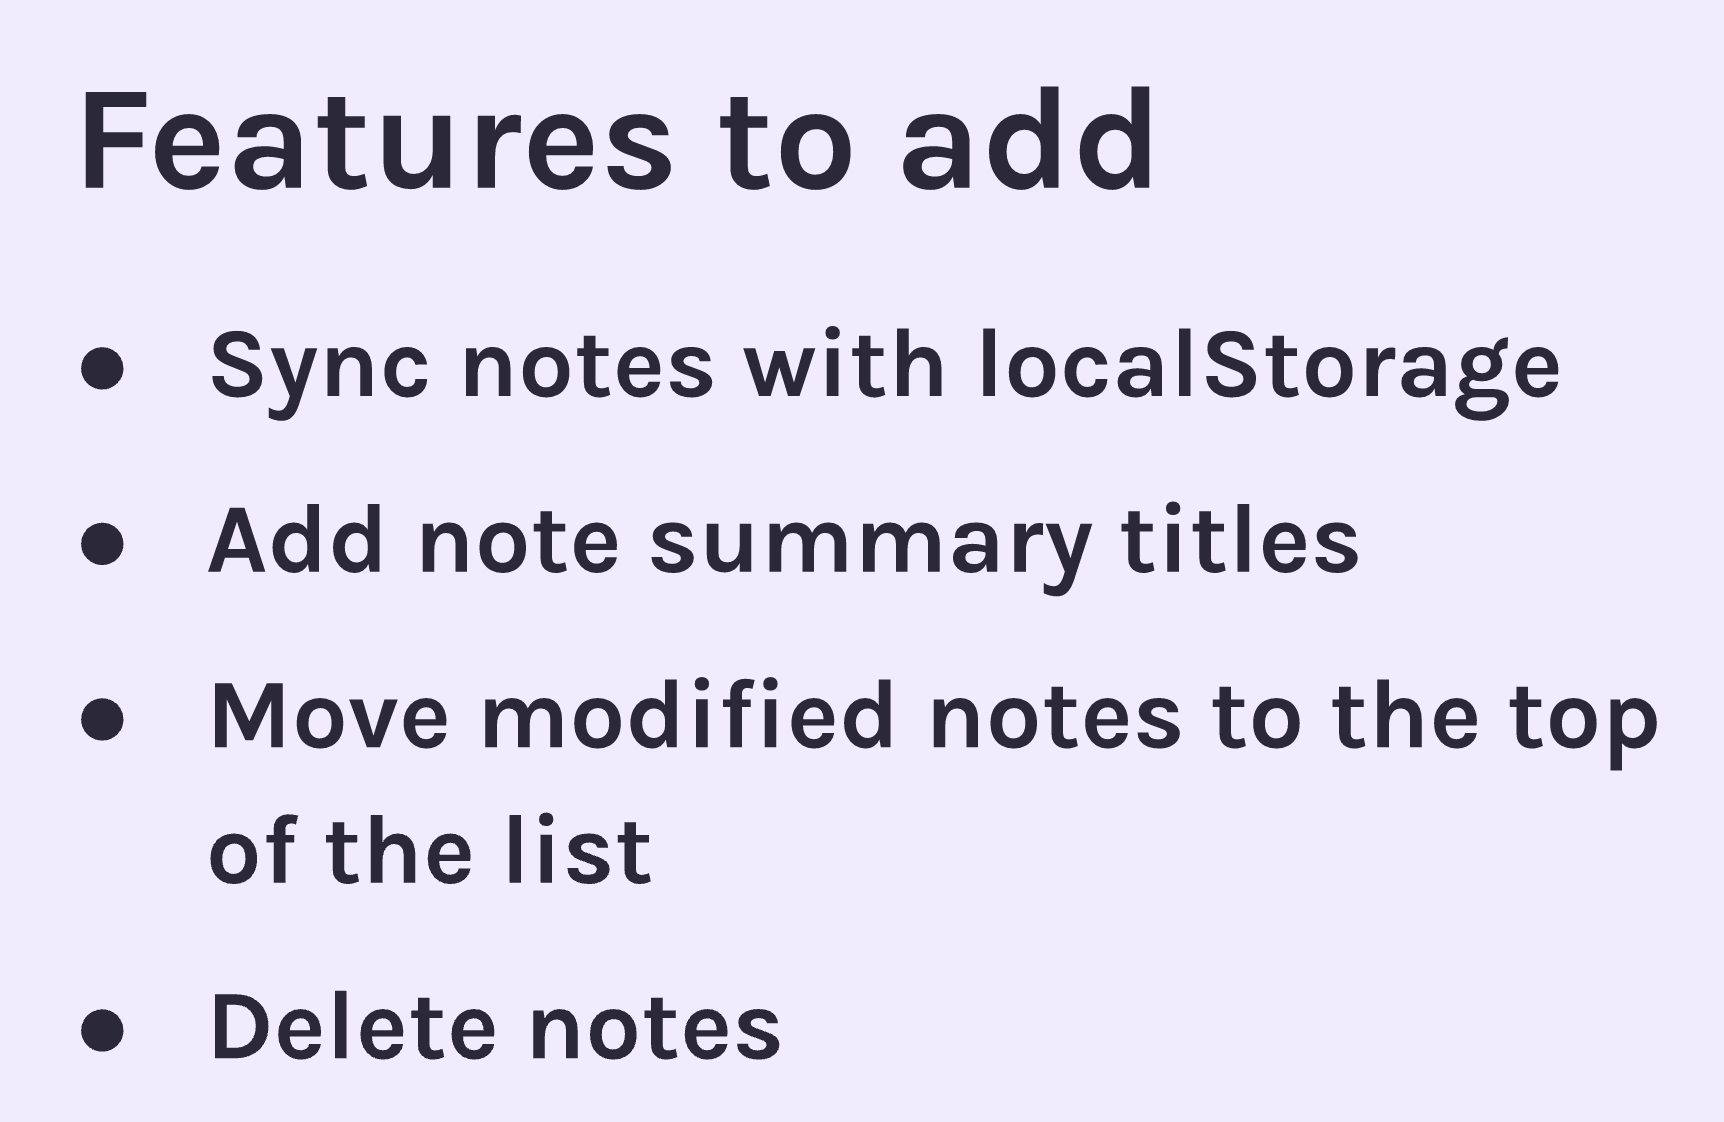 Features to add
● Sync notes with localStorage
● Add note summary titles
● Move modified notes to the top
of the list
● Delete notes